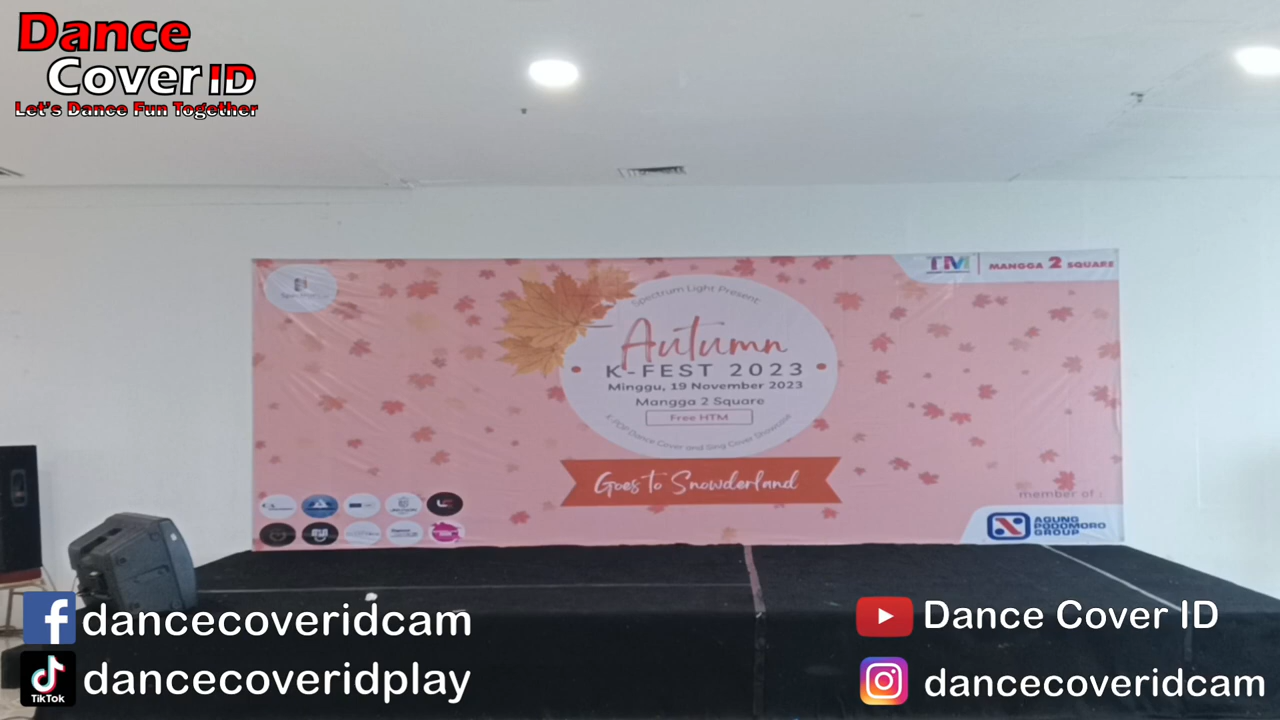 Dance
Cover ID
Let's Dance Fun Together
TM MANGGA 2 SQUARE
Spectrum Light Present
Autumn
K-FEST 2023
Minggu, 19 November 2023
Mangga 2 Square
Free HTM
K-POP Dance Cover and Song Cover Showcase
Goes to Snowderland
member of :
AGUNG
PODOMORO
GROUP
dancecoveridcam
Dance Cover ID
TikTok
dancecoveridplay
dancecoveridcam